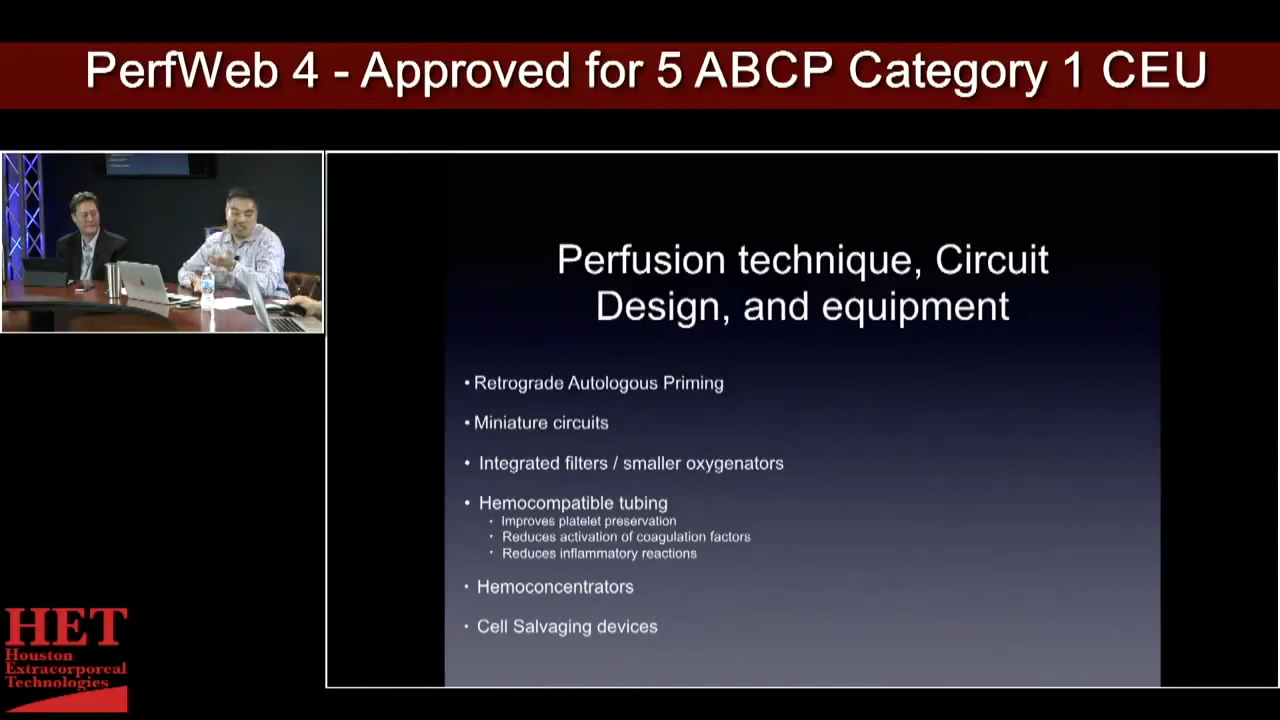 PerfWeb 4 - Approved for 5 ABCP Category 1 CEU
Perfusion technique, Circuit
Design, and equipment
• Retrograde Autologous Priming
• Miniature circuits
• Integrated filters / smaller oxygenators
• Hemocompatible tubing
· Improves platelet preservation
· Reduces activation of coagulation factors
· Reduces inflammatory reactions
· Hemoconcentrators
· Cell Salvaging devices
HET
Houston
Extracorporeal
Technologies